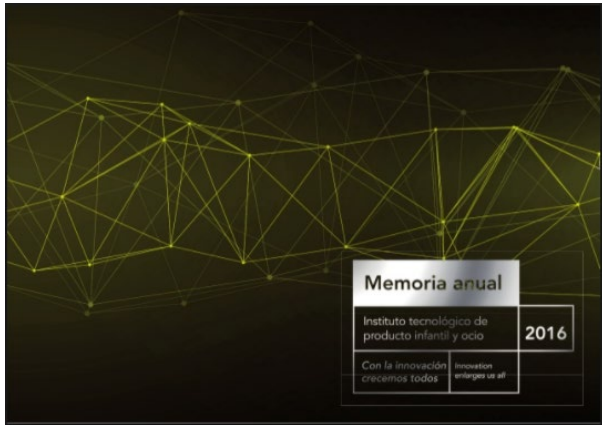 Memoria anual
Instituto tecnológico de
producto infantil y ocio
2016
Con la innovación
crecemos todos
Innovation
enlarges us all